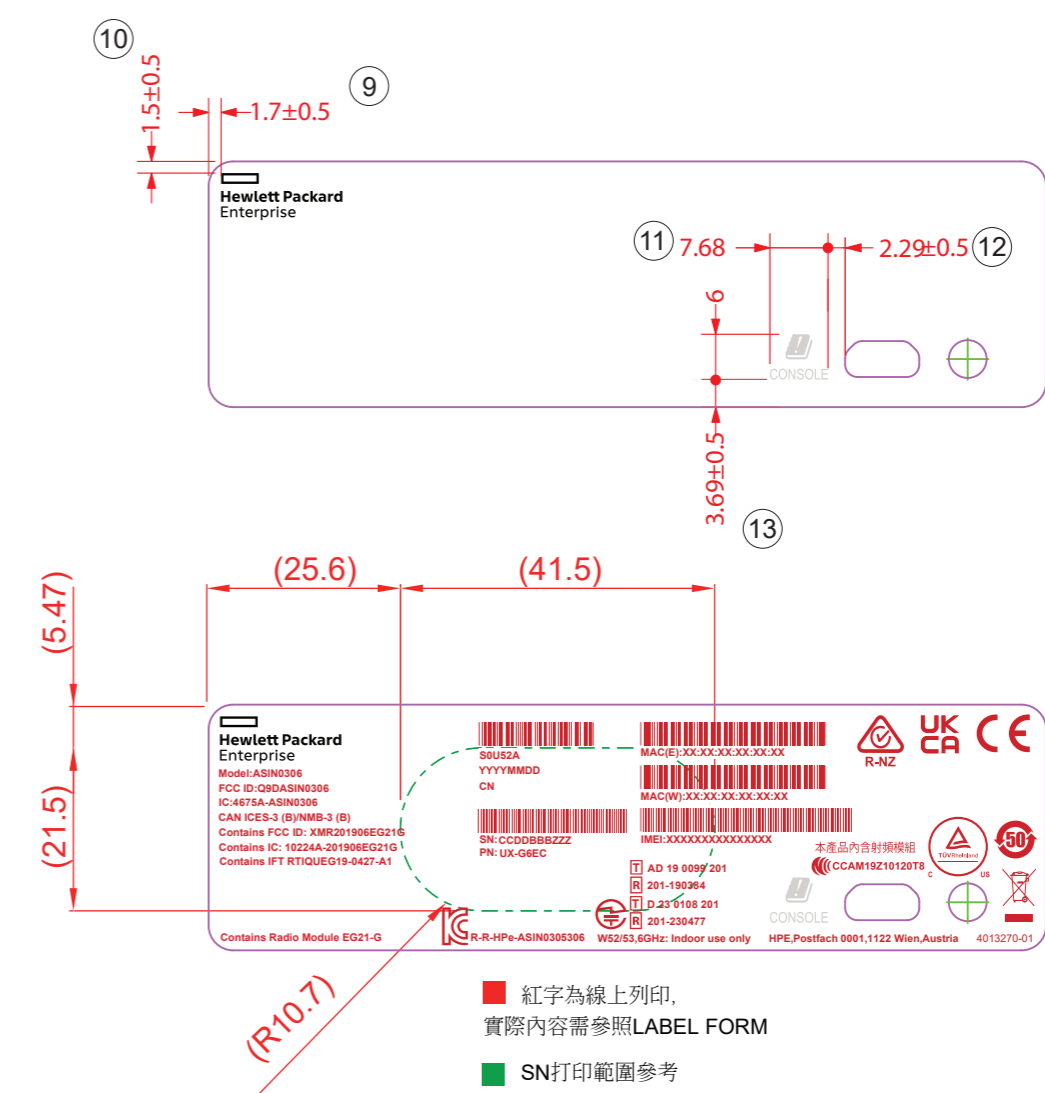 10
1.5±0.5
9
1.7±0.5
Hewlett Packard
Enterprise
11
7.68
2.29±0.5
12
6
CONSOLE
3.69±0.5
13
(25.6)
(41.5)
(5.47)
(21.5)
Hewlett Packard
Enterprise
Model:ASIN0306
FCC ID:Q9DASIN0306
IC:4675A-ASIN0306
CAN ICES-3 (B)/NMB-3 (B)
Contains FCC ID: XMR201906EG21G
Contains IC: 10224A-201906EG21G
Contains IFT RTIQUEG19-0427-A1
Contains Radio Module EG21-G
S0U52A
YYYYMMDD
CN
SN:CCDDBBBZZZ
PN: UX-G6EC
MAC(E):XX:XX:XX:XX:XX:XX
MAC(W):XX:XX:XX:XX:XX:XX
IMEI:XXXXXXXXXXXXXXX
R-NZ
UK
CA
CE
本產品內含射頻模組
CCAM19Z10120T8
TÜVRheinland
C US
50
T AD 19 0099 201
R 201-190384
T D 23 0108 201
R 201-230477
CONSOLE
KC
R-R-HPe-ASIN0305306
W52/53,6GHz: Indoor use only
HPE,Postfach 0001,1122 Wien,Austria
4013270-01
(R10.7)
紅字為線上列印,
實際內容需參照LABEL FORM
SN打印範圍參考